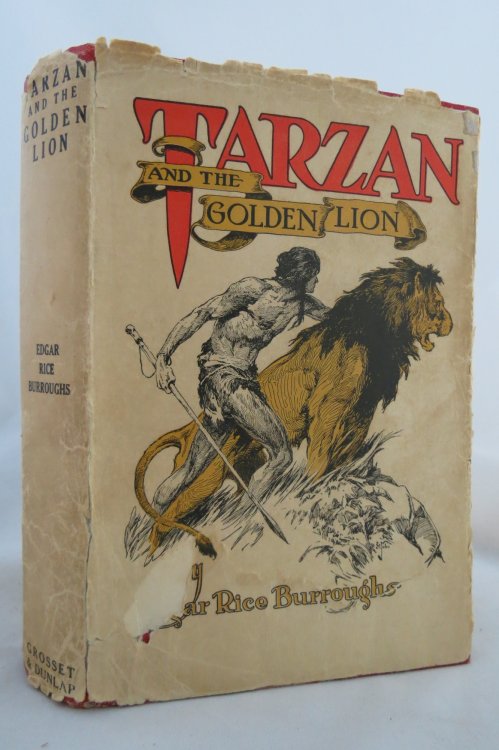 TARZAN
AND THE
GOLDEN
LION
EDGAR
RICE
BURROUGHS
GROSSET
& DUNLAP
TARZAN
AND THE
GOLDEN LION
y
ar Rice Burroughs